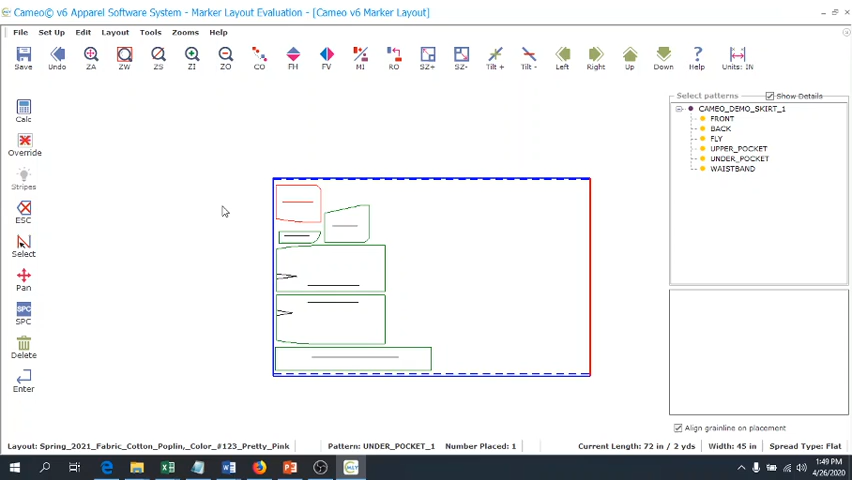 Cameo© v6 Apparel Software System - Marker Layout Evaluation - [Cameo v6 Marker Layout]
File Set Up Edit Layout Tools Zooms Help
Save Undo ZA ZW ZS ZI ZO CO FH FV MI RO SZ+ SZ- Tilt + Tilt - Left Right Up Down Help Units: IN
Select patterns Show Details
Calc
Override
Stripes
ESC
Select
Pan
SPC
Delete
Enter
CAMEO_DEMO_SKIRT_1
FRONT
BACK
FLY
UPPER_POCKET
UNDER_POCKET
WAISTBAND
Align grainline on placement
Layout: Spring_2021_Fabric_Cotton_Poplin,_Color_#123_Pretty_Pink Pattern: UNDER_POCKET_1 Number Placed: 1 Current Length: 72 in / 2 yds Width: 45 in Spread Type: Flat
1:49 PM
4/26/2020